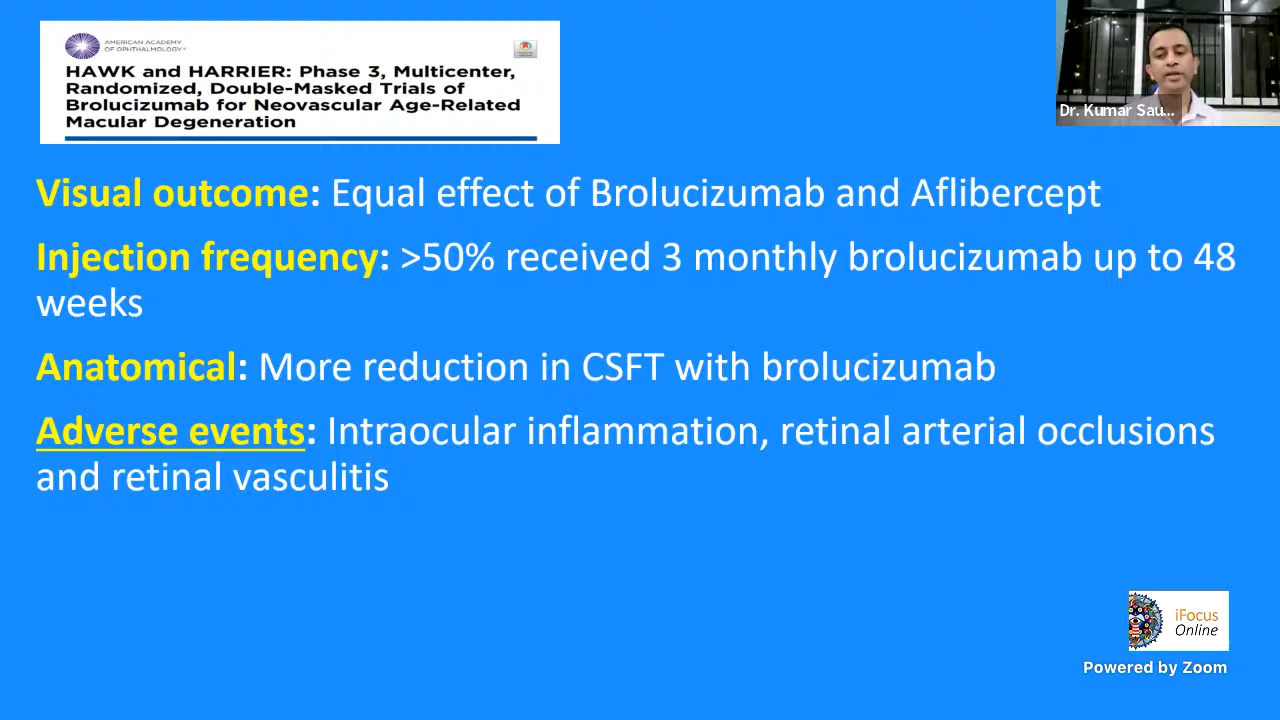 AMERICAN ACADEMY
OF OPHTHALMOLOGY®
HAWK and HARRIER: Phase 3, Multicenter,
Randomized, Double-Masked Trials of
Brolucizumab for Neovascular Age-Related
Macular Degeneration
Dr. Kumar Sau...
Visual outcome: Equal effect of Brolucizumab and Aflibercept
Injection frequency: >50% received 3 monthly brolucizumab up to 48
weeks
Anatomical: More reduction in CSFT with brolucizumab
Adverse events: Intraocular inflammation, retinal arterial occlusions
and retinal vasculitis
iFocus
Online
Powered by Zoom